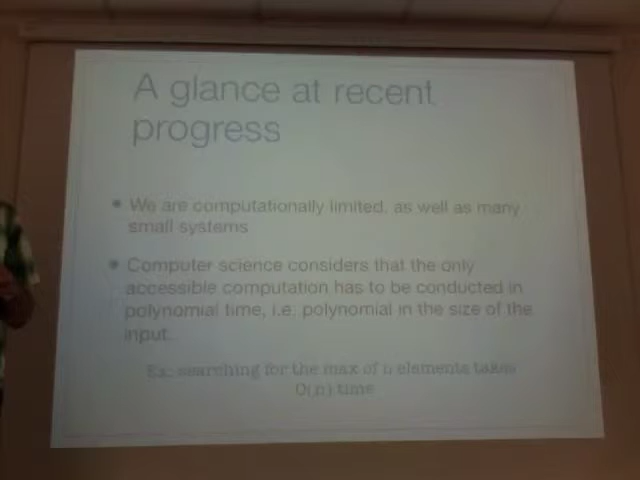 A glance at recent
progress
• We are computationally limited, as well as many
small systems
• Computer science considers that the only
accessible computation has to be conducted in
polynomial time, i.e. polynomial in the size of the
input.
Ex: searching for the max of n elements takes
O(n) time